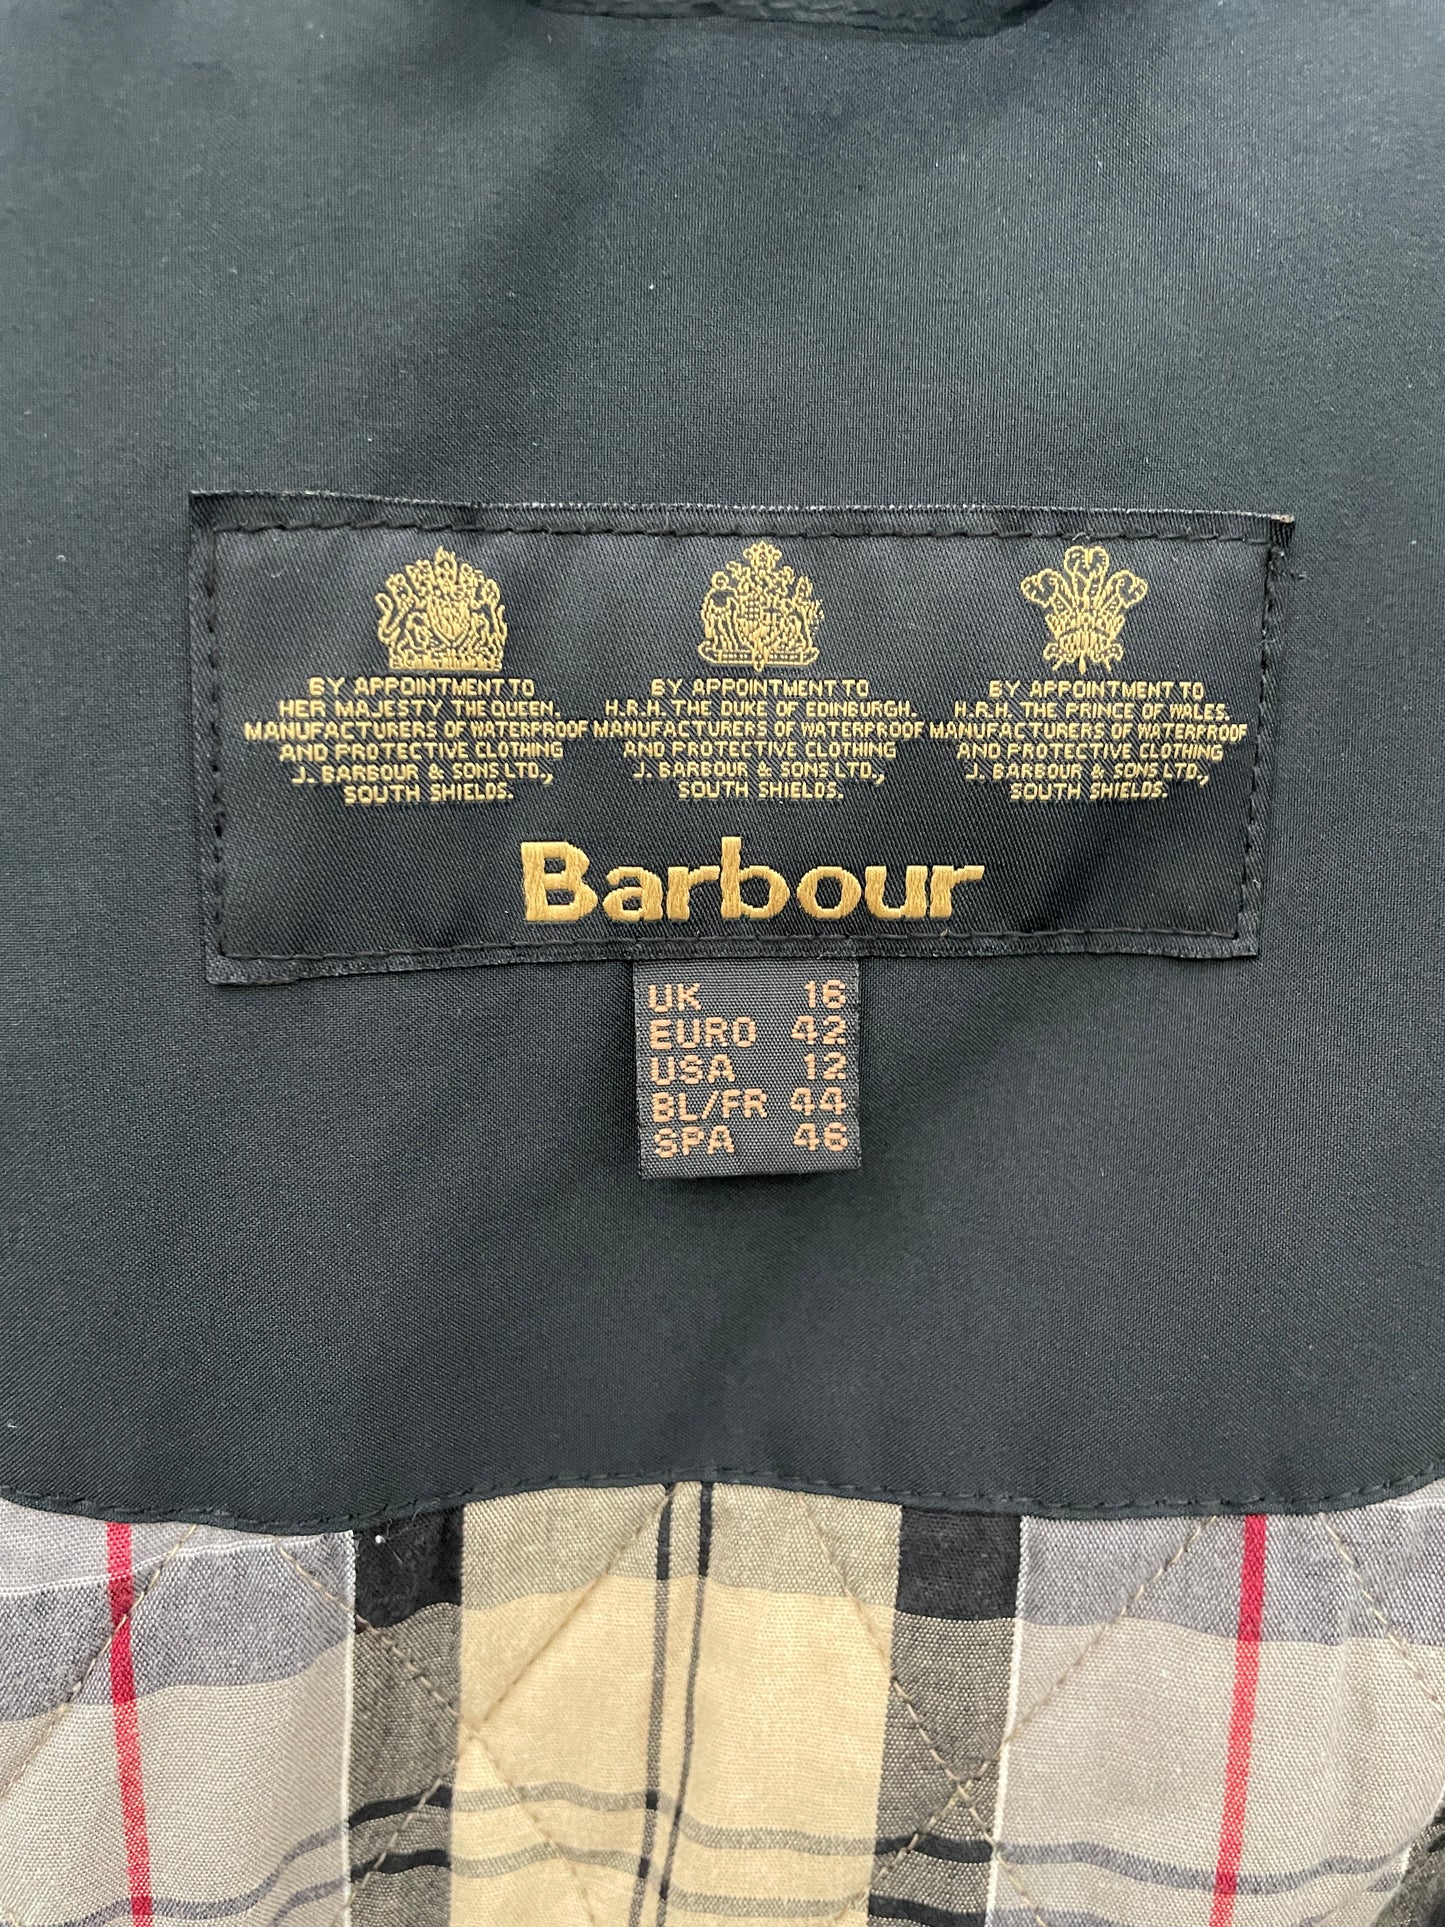 BY APPOINTMENT TO
HER MAJESTY THE QUEEN.
MANUFACTURERS OF WATERPROOF
AND PROTECTIVE CLOTHING
J. BARBOUR & SONS LTD.,
SOUTH SHIELDS.
BY APPOINTMENT TO
H.R.H. THE DUKE OF EDINBURGH.
MANUFACTURERS OF WATERPROOF
AND PROTECTIVE CLOTHING
J. BARBOUR & SONS LTD.,
SOUTH SHIELDS.
BY APPOINTMENT TO
H.R.H. THE PRINCE OF WALES.
MANUFACTURERS OF WATERPROOF
AND PROTECTIVE CLOTHING
J. BARBOUR & SONS LTD.,
SOUTH SHIELDS.
Barbour
UK 16
EURO 42
USA 12
BL/FR 44
SPA 46